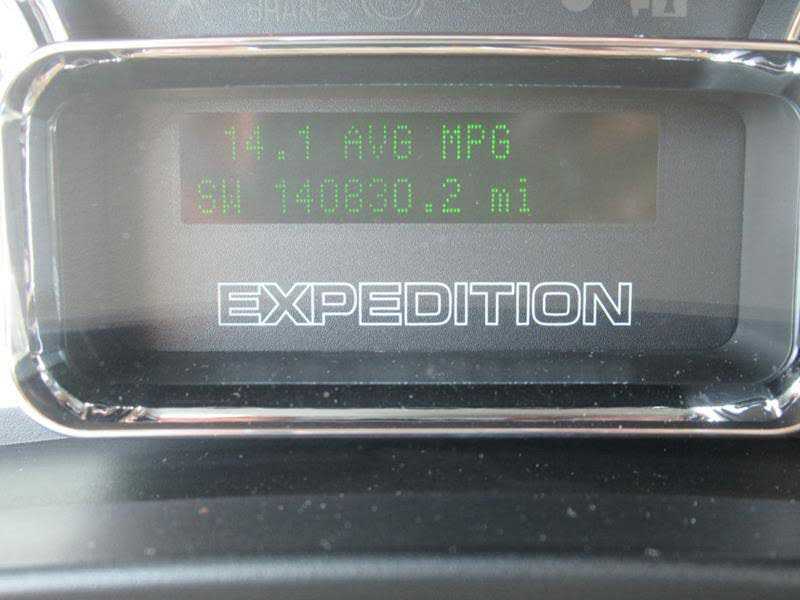 14.1 AVG MPG
SW 140830.2 mi
EXPEDITION